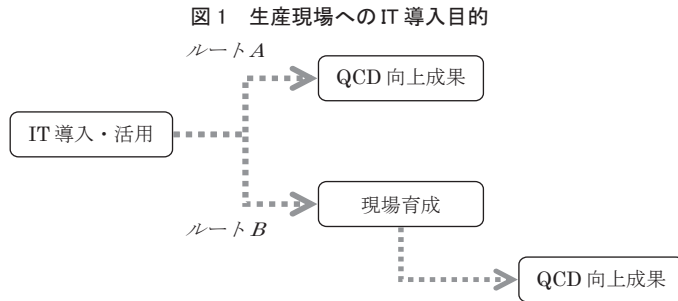 図1　生産現場へのIT導入目的
ルートA
QCD向上成果
IT導入・活用
現場育成
ルートB
QCD向上成果